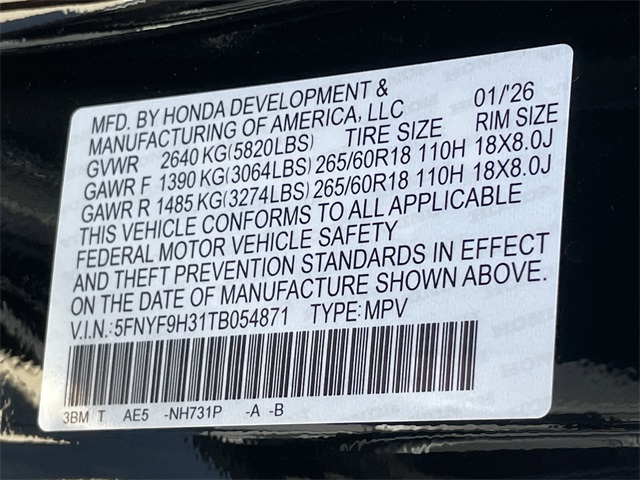 MFD. BY HONDA DEVELOPMENT &
MANUFACTURING OF AMERICA, LLC 01/'26
GVWR 2640 KG(5820LBS) TIRE SIZE RIM SIZE
GAWR F 1390 KG(3064LBS) 265/60R18 110H 18X8.0J
GAWR R 1485 KG(3274LBS) 265/60R18 110H 18X8.0J
THIS VEHICLE CONFORMS TO ALL APPLICABLE
FEDERAL MOTOR VEHICLE SAFETY
AND THEFT PREVENTION STANDARDS IN EFFECT
ON THE DATE OF MANUFACTURE SHOWN ABOVE.
V.I.N.:5FNYF9H31TB054871 TYPE:MPV
3BM T AE5 -NH731P -A -B